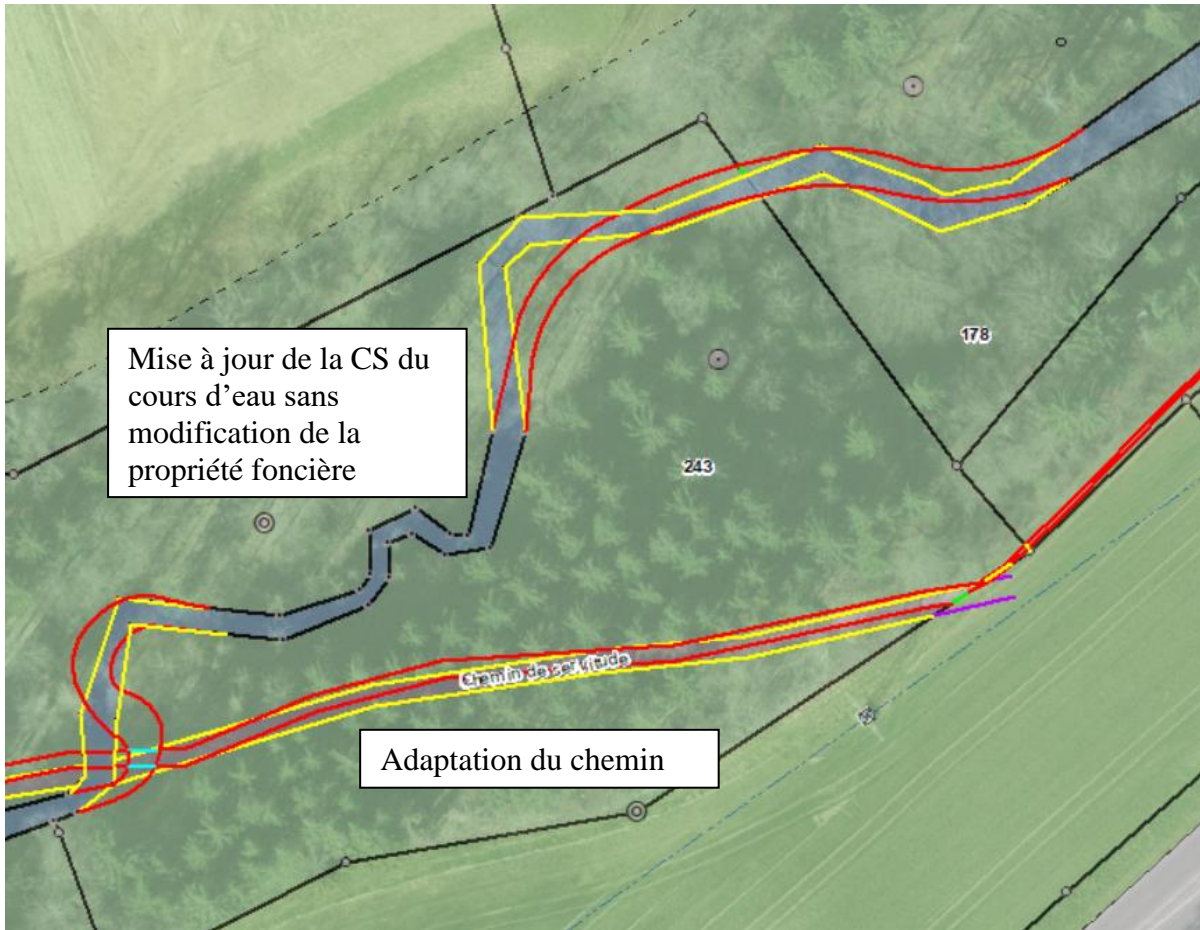 178
Mise à jour de la CS du
cours d'eau sans
modification de la
propriété foncière
243
Chemin de servitude
Adaptation du chemin